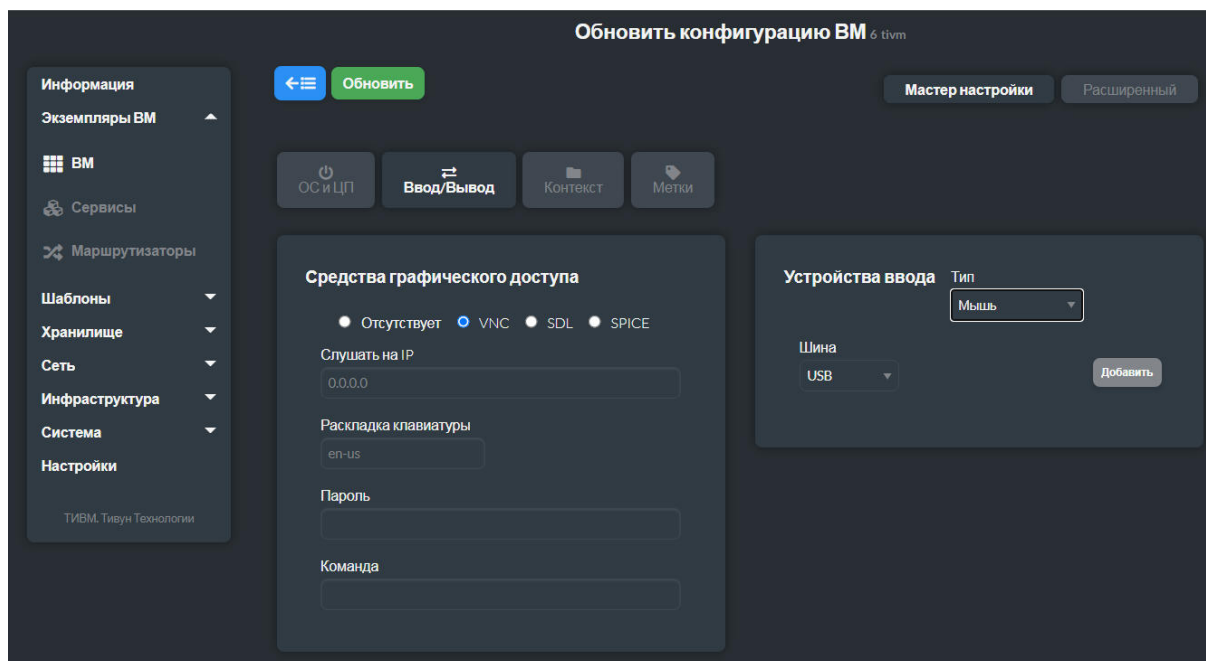 Обновить конфигурацию ВМ 6 tivm
Информация
Экземпляры ВМ
ВМ
Сервисы
Маршрутизаторы
Шаблоны
Хранилище
Сеть
Инфраструктура
Система
Настройки
ТИВМ. Тивун Технологии
Обновить
Мастер настройки
Расширенный
ОС и ЦП
Ввод/Вывод
Контекст
Метки
Средства графического доступа
Отсутствует VNC SDL SPICE
Слушать на IP
0.0.0.0
Раскладка клавиатуры
en-us
Пароль
Команда
Устройства ввода Тип
Мышь
Шина
USB
Добавить